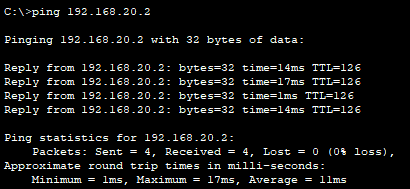 C:\>ping 192.168.20.2
Pinging 192.168.20.2 with 32 bytes of data:
Reply from 192.168.20.2: bytes=32 time=14ms TTL=126
Reply from 192.168.20.2: bytes=32 time=17ms TTL=126
Reply from 192.168.20.2: bytes=32 time=1ms TTL=126
Reply from 192.168.20.2: bytes=32 time=14ms TTL=126
Ping statistics for 192.168.20.2:
    Packets: Sent = 4, Received = 4, Lost = 0 (0% loss),
Approximate round trip times in milli-seconds:
    Minimum = 1ms, Maximum = 17ms, Average = 11ms